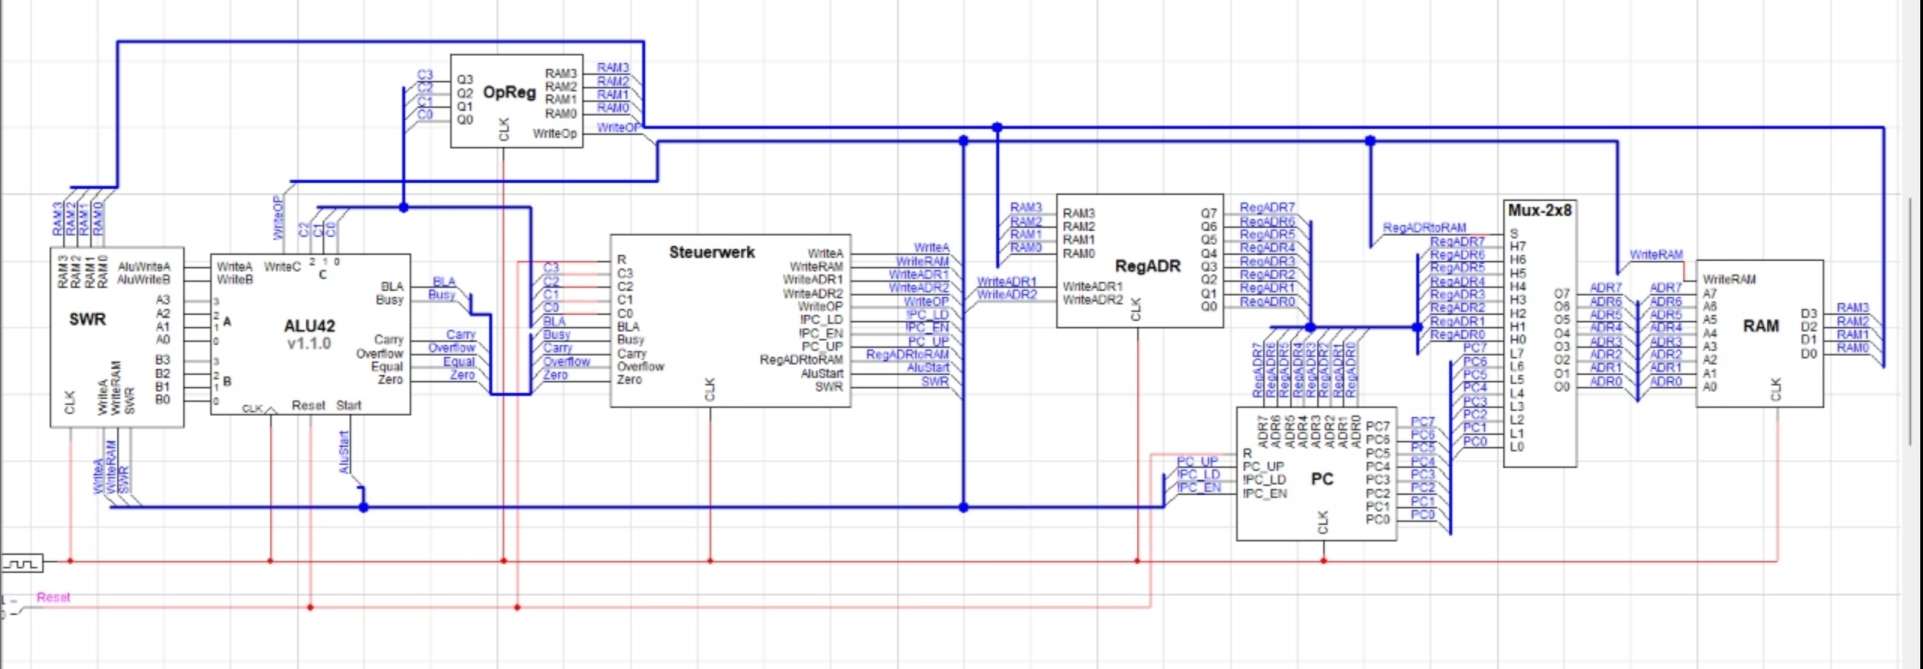 OpReg
C3
C2
C1
C0
Q3
Q2
Q1
Q0
RAM3
RAM2
RAM1
RAM0
WriteOp
CLK
RAM3
RAM2
RAM1
RAM0
WriteOP
RAM3
RAM2
RAM1
RAM0
RAM3
RAM2
RAM1
RAM0
SWR
AluWriteA
AluWriteB
A3
A2
A1
A0
B3
B2
B1
B0
CLK
WriteA
WriteRAM
SWR
WriteA
WriteRAM
SWR
WriteOP
C2
C1
C0
WriteA
WriteB
WriteC
2 1 0
C
3
2
1
0
A
3
2
1
0
B
ALU42
v1.1.0
BLA
Busy
Carry
Overflow
Equal
Zero
CLK
Reset
Start
AluStart
BLA
Busy
Carry
Overflow
Equal
Zero
C3
C2
C1
C0
BLA
Busy
Carry
Overflow
Zero
Steuerwerk
R
C3
C2
C1
C0
BLA
Busy
Carry
Overflow
Zero
CLK
WriteA
WriteRAM
WriteADR1
WriteADR2
WriteOP
!PC_LD
!PC_EN
PC_UP
RegADRtoRAM
AluStart
SWR
WriteA
WriteRAM
WriteADR1
WriteADR2
WriteOP
!PC_LD
!PC_EN
PC_UP
RegADRtoRAM
AluStart
SWR
RAM3
RAM2
RAM1
RAM0
WriteADR1
WriteADR2
RegADR
RAM3
RAM2
RAM1
RAM0
WriteADR1
WriteADR2
CLK
Q7
Q6
Q5
Q4
Q3
Q2
Q1
Q0
RegADR7
RegADR6
RegADR5
RegADR4
RegADR3
RegADR2
RegADR1
RegADR0
RegADR7
RegADR6
RegADR5
RegADR4
RegADR3
RegADR2
RegADR1
RegADR0
PC_UP
!PC_LD
!PC_EN
PC
ADR7
ADR6
ADR5
ADR4
ADR3
ADR2
ADR1
ADR0
R
PC_UP
!PC_LD
!PC_EN
CLK
PC7
PC6
PC5
PC4
PC3
PC2
PC1
PC0
PC7
PC6
PC5
PC4
PC3
PC2
PC1
PC0
RegADRtoRAM
RegADR7
RegADR6
RegADR5
RegADR4
RegADR3
RegADR2
RegADR1
RegADR0
PC7
PC6
PC5
PC4
PC3
PC2
PC1
PC0
Mux-2x8
S
H7
H6
H5
H4
H3
H2
H1
H0
L7
L6
L5
L4
L3
L2
L1
L0
O7
O6
O5
O4
O3
O2
O1
O0
ADR7
ADR6
ADR5
ADR4
ADR3
ADR2
ADR1
ADR0
WriteRAM
ADR7
ADR6
ADR5
ADR4
ADR3
ADR2
ADR1
ADR0
WriteRAM
A7
A6
A5
A4
A3
A2
A1
A0
RAM
D3
D2
D1
D0
CLK
RAM3
RAM2
RAM1
RAM0
Reset